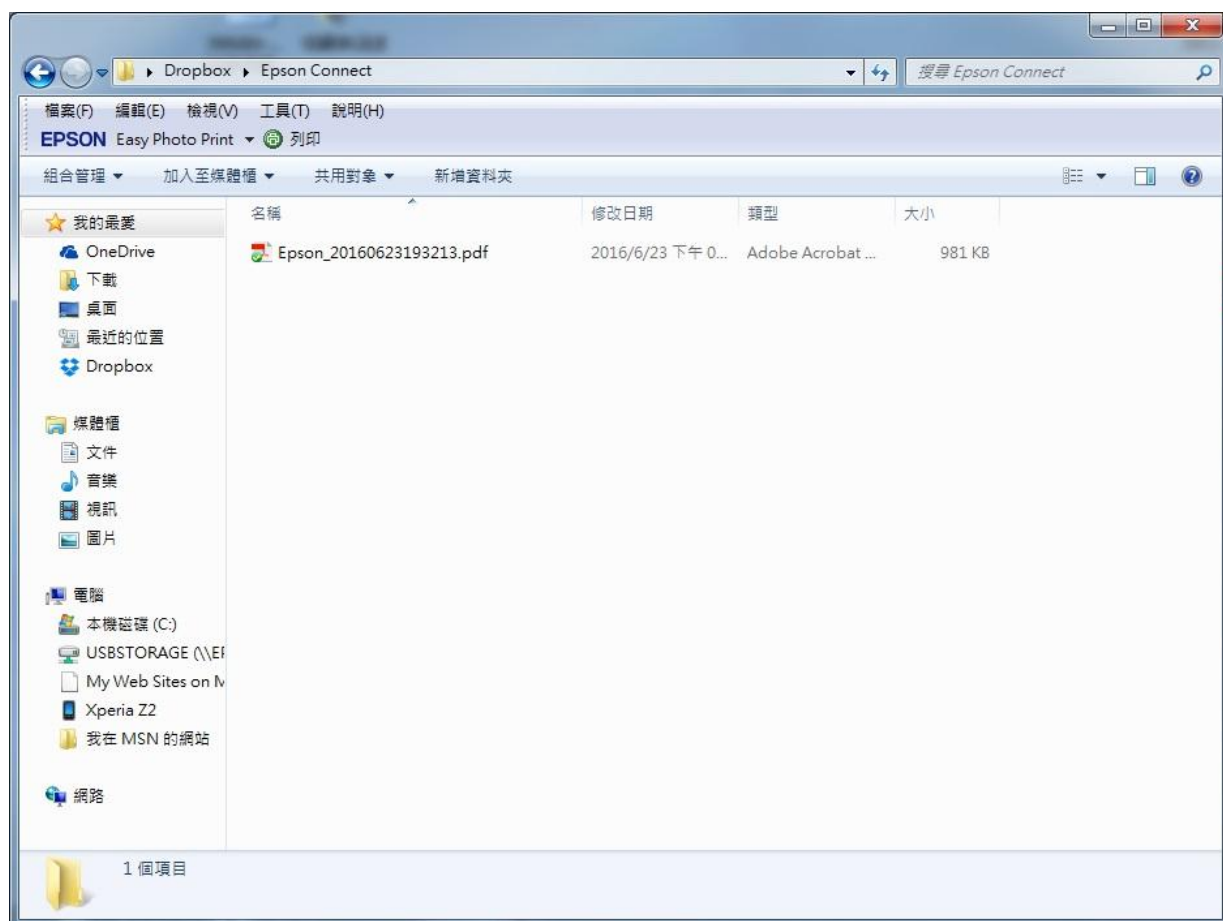 Dropbox ▸ Epson Connect
搜尋 Epson Connect
檔案(F) 編輯(E) 檢視(V) 工具(T) 說明(H)
EPSON Easy Photo Print 列印
組合管理 加入至媒體櫃 共用對象 新增資料夾
名稱 修改日期 類型 大小
Epson_20160623193213.pdf 2016/6/23 下午 0... Adobe Acrobat ... 981 KB
我的最愛
OneDrive
下載
桌面
最近的位置
Dropbox
媒體櫃
文件
音樂
視訊
圖片
電腦
本機磁碟 (C:)
USBSTORAGE (\\EP
My Web Sites on M
Xperia Z2
我在 MSN 的網站
網路
1 個項目